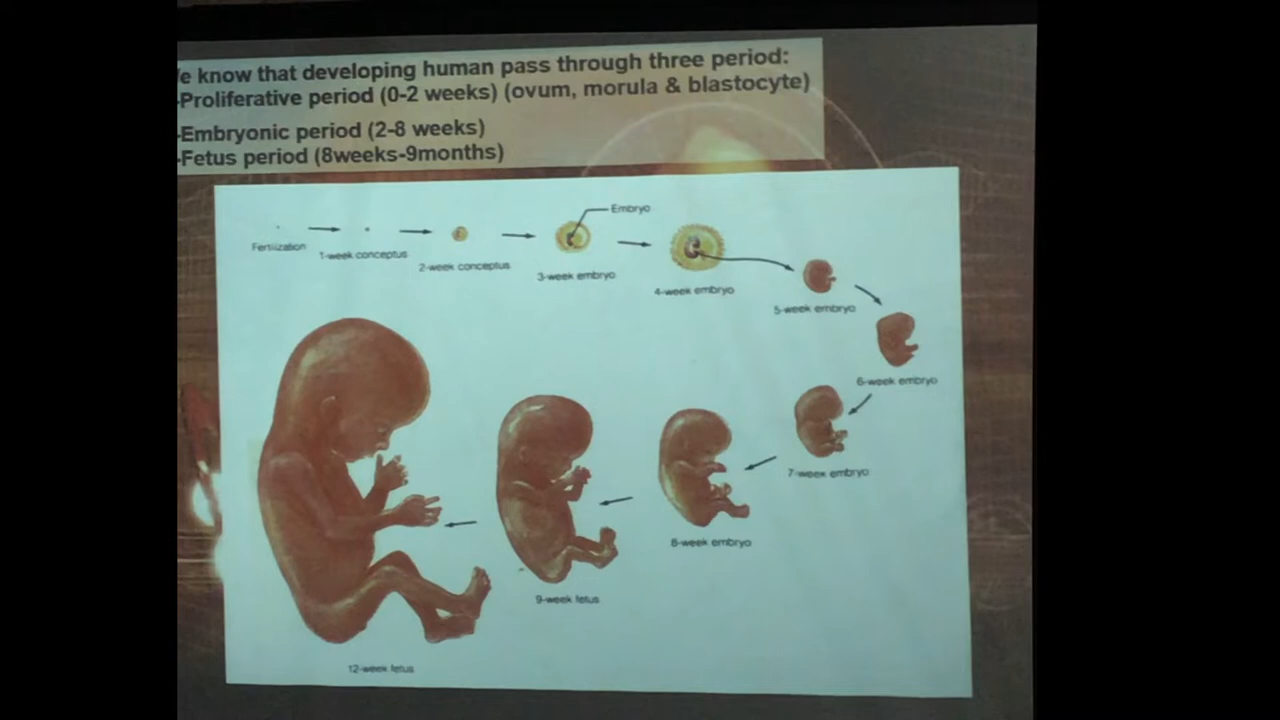 e know that developing human pass through three period:
-Proliferative period (0-2 weeks) (ovum, morula & blastocyte)
-Embryonic period (2-8 weeks)
-Fetus period (8weeks-9months)
Embryo
Fertilization
1-week conceptus
2-week conceptus
3-week embryo
4-week embryo
5-week embryo
6-week embryo
7-week embryo
8-week embryo
9-week fetus
12-week fetus